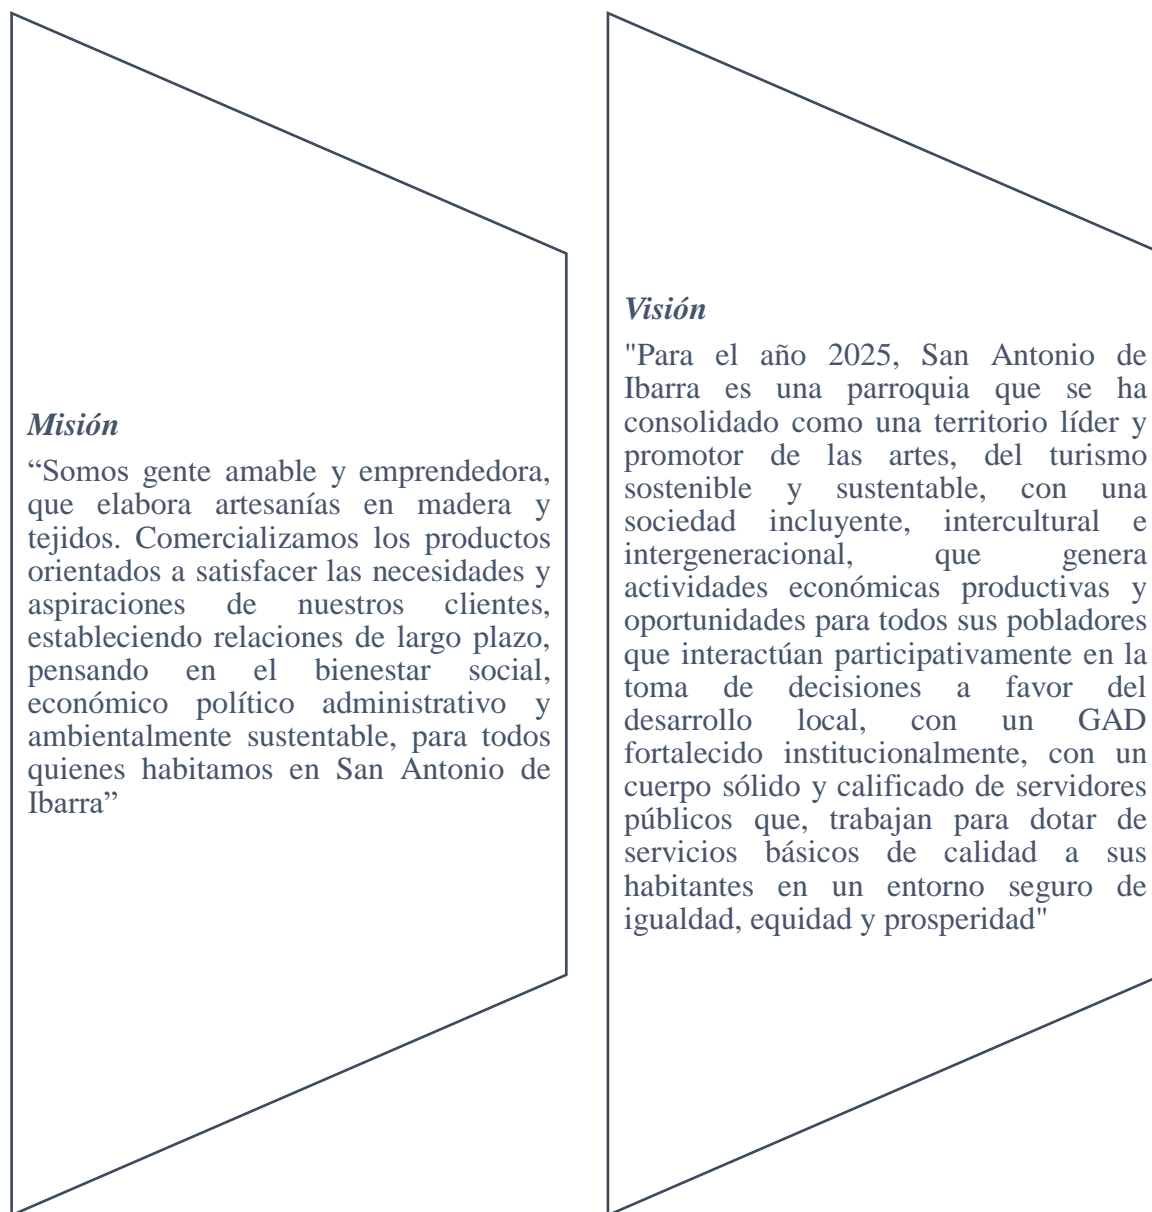 Misión
“Somos gente amable y emprendedora,
que elabora artesanías en madera y
tejidos. Comercializamos los productos
orientados a satisfacer las necesidades y
aspiraciones de nuestros clientes,
estableciendo relaciones de largo plazo,
pensando en el bienestar social,
económico político administrativo y
ambientalmente sustentable, para todos
quienes habitamos en San Antonio de
Ibarra”
Visión
"Para el año 2025, San Antonio de
Ibarra es una parroquia que se ha
consolidado como una territorio líder y
promotor de las artes, del turismo
sostenible y sustentable, con una
sociedad incluyente, intercultural e
intergeneracional, que genera
actividades económicas productivas y
oportunidades para todos sus pobladores
que interactúan participativamente en la
toma de decisiones a favor del
desarrollo local, con un GAD
fortalecido institucionalmente, con un
cuerpo sólido y calificado de servidores
públicos que, trabajan para dotar de
servicios básicos de calidad a sus
habitantes en un entorno seguro de
igualdad, equidad y prosperidad"